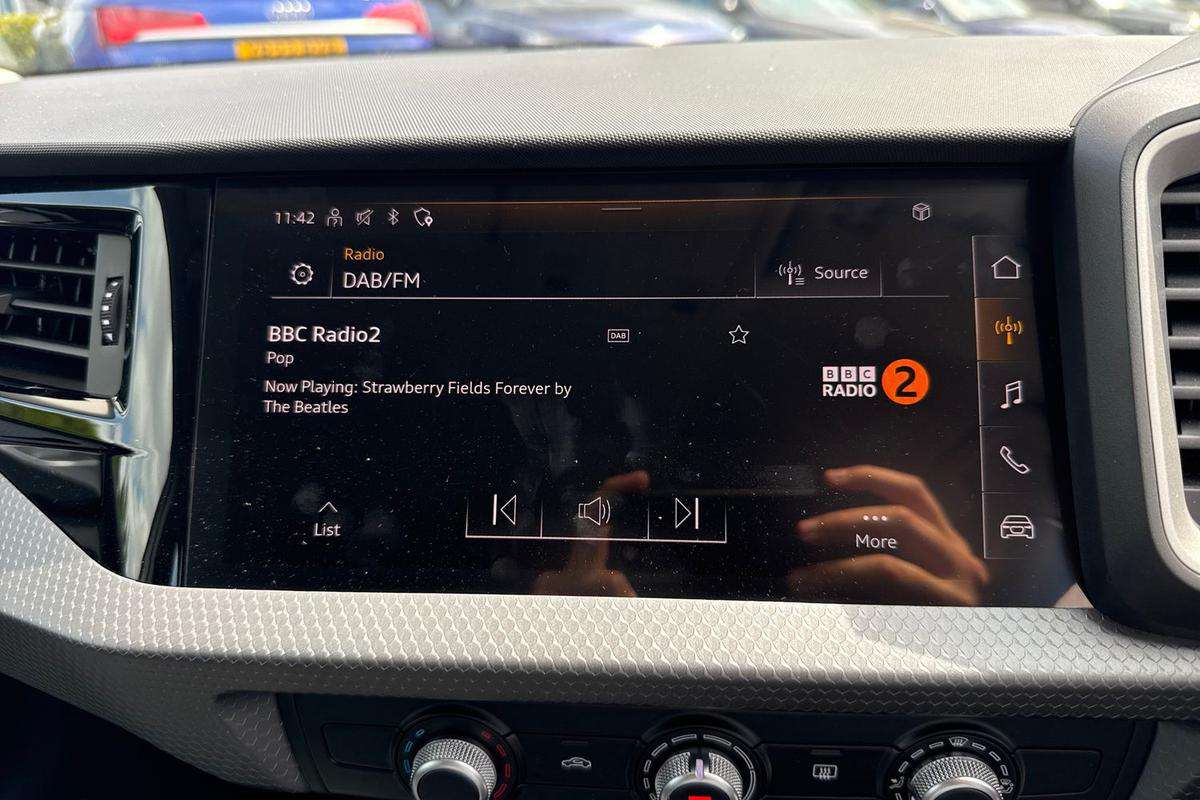 11:42
Radio
DAB/FM
Source
BBC Radio2
DAB
Pop
Now Playing: Strawberry Fields Forever by
The Beatles
BBC
RADIO 2
List
More